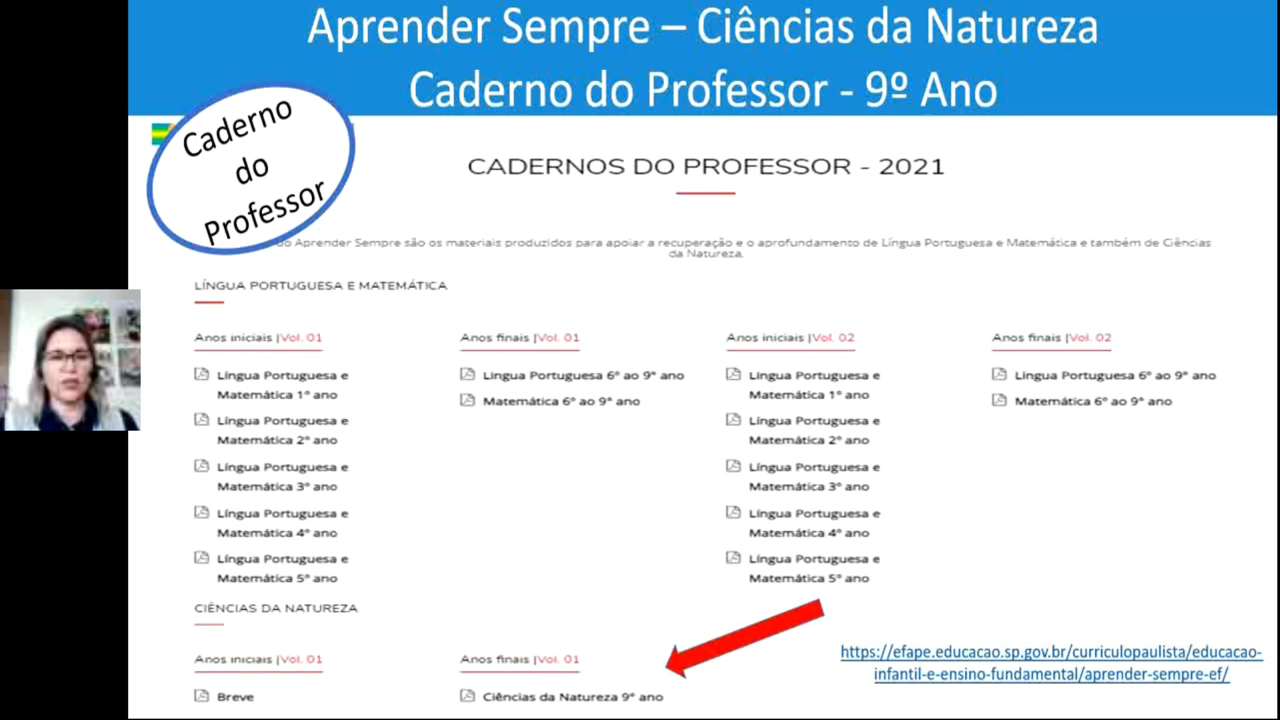 Aprender Sempre – Ciências da Natureza
Caderno do Professor - 9º Ano
Caderno
do
Professor
CADERNOS DO PROFESSOR - 2021
do Aprender Sempre são os materiais produzidos para apoiar a recuperação e o aprofundamento de Língua Portuguesa e Matemática e também de Ciências
da Natureza.
LÍNGUA PORTUGUESA E MATEMÁTICA
Anos iniciais |Vol. 01
Língua Portuguesa e
Matemática 1º ano
Língua Portuguesa e
Matemática 2º ano
Língua Portuguesa e
Matemática 3º ano
Língua Portuguesa e
Matemática 4º ano
Língua Portuguesa e
Matemática 5º ano
Anos finais |Vol. 01
Língua Portuguesa 6º ao 9º ano
Matemática 6º ao 9º ano
Anos iniciais |Vol. 02
Língua Portuguesa e
Matemática 1º ano
Língua Portuguesa e
Matemática 2º ano
Língua Portuguesa e
Matemática 3º ano
Língua Portuguesa e
Matemática 4º ano
Língua Portuguesa e
Matemática 5º ano
Anos finais |Vol. 02
Língua Portuguesa 6º ao 9º ano
Matemática 6º ao 9º ano
CIÊNCIAS DA NATUREZA
Anos iniciais |Vol. 01
Breve
Anos finais |Vol. 01
Ciências da Natureza 9º ano
https://efape.educacao.sp.gov.br/curriculopaulista/educacao-
infantil-e-ensino-fundamental/aprender-sempre-ef/